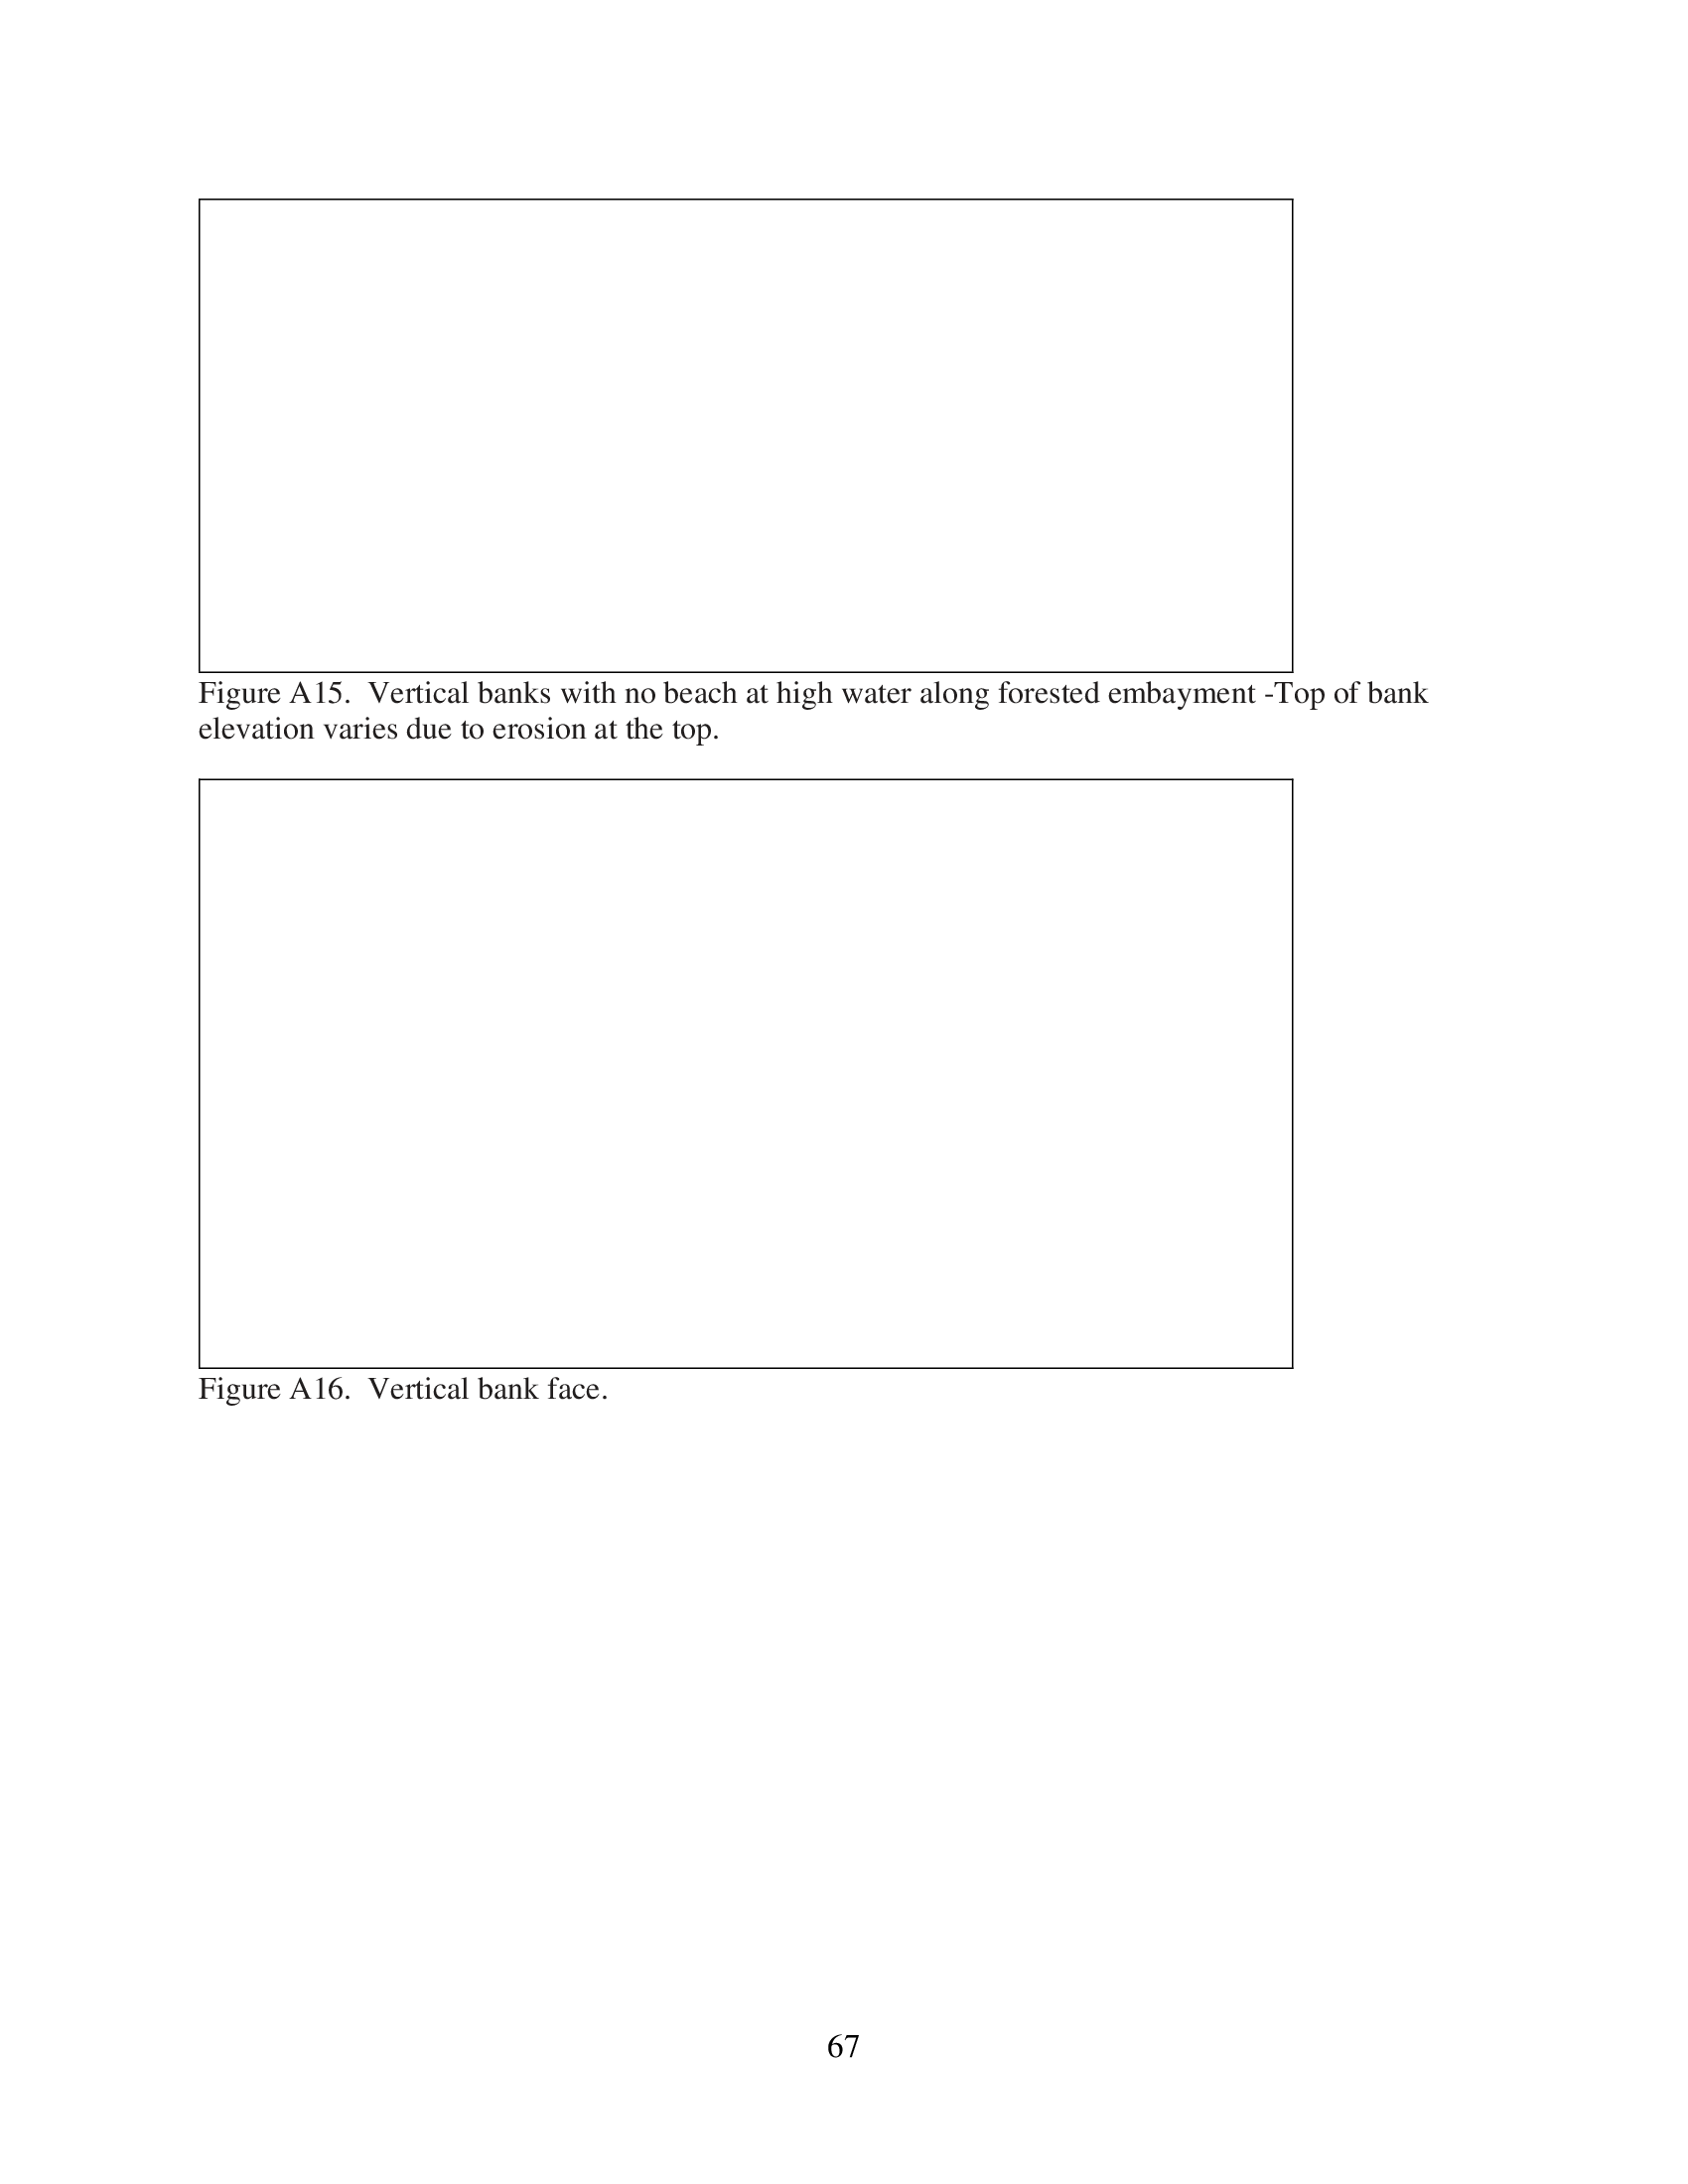 Figure A15.  Vertical banks with no beach at high water along forested embayment -Top of bank
elevation varies due to erosion at the top.
Figure A16.  Vertical bank face.
67